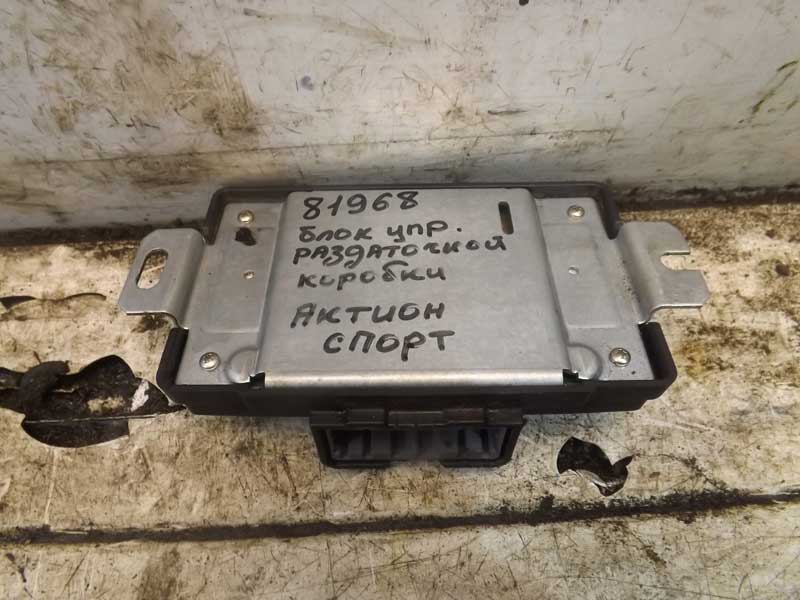 81968
БЛОК УПР.
РАЗДАТОЧНОЙ
КОРОБКИ
АКТИОН
СПОРТ